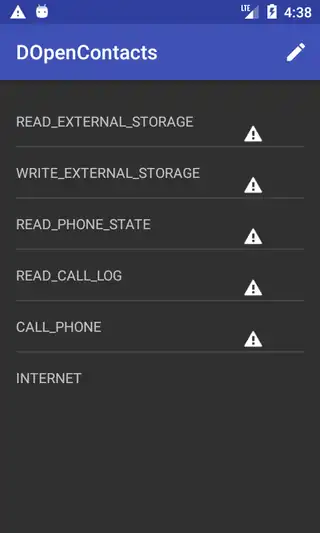 LTE 4:38
DOpenContacts
READ_EXTERNAL_STORAGE
WRITE_EXTERNAL_STORAGE
READ_PHONE_STATE
READ_CALL_LOG
CALL_PHONE
INTERNET